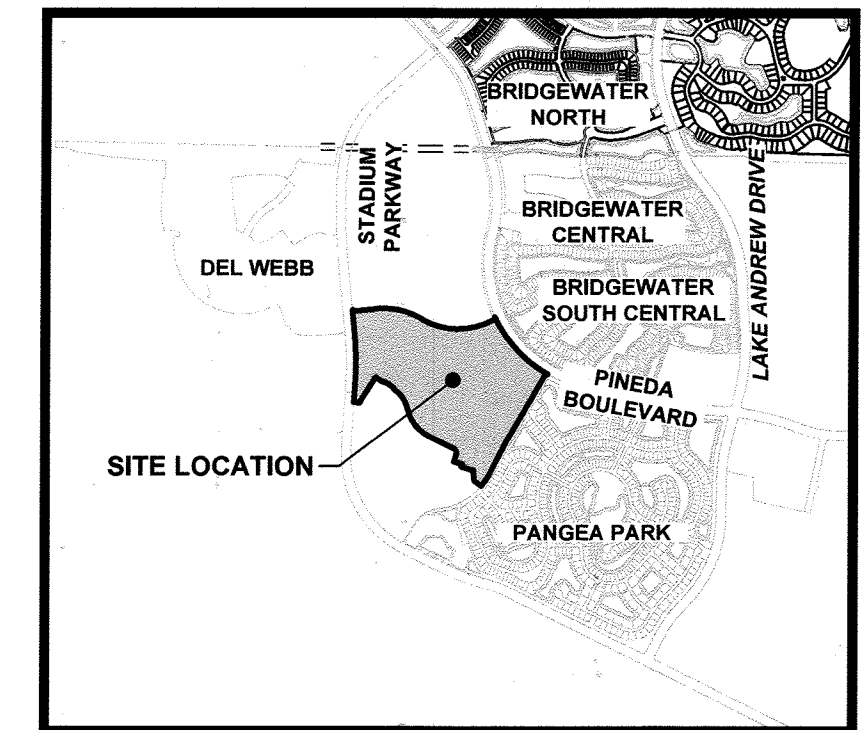 BRIDGEWATER
NORTH
STADIUM
PARKWAY
LAKE ANDREW DRIVE
BRIDGEWATER
CENTRAL
DEL WEBB
BRIDGEWATER
SOUTH CENTRAL
PINEDA
BOULEVARD
SITE LOCATION
PANGEA PARK